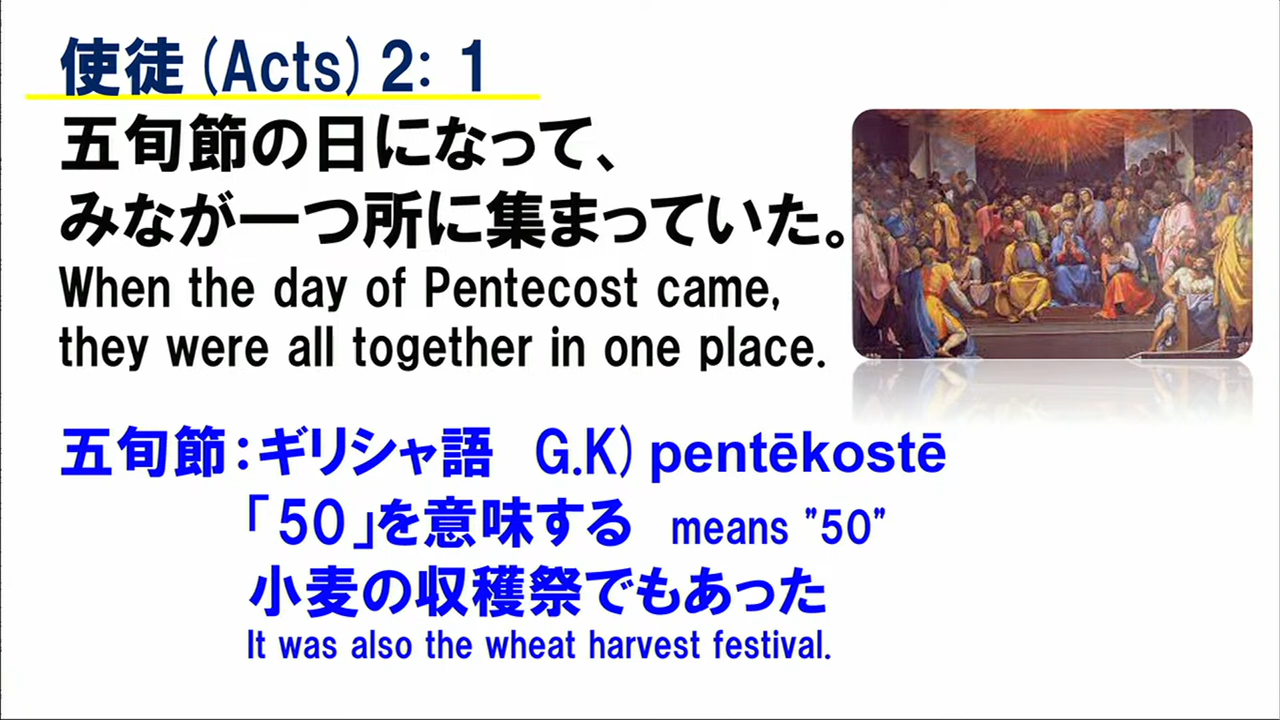 使徒(Acts) 2: 1
五旬節の日になって、
みなが一つ所に集まっていた。
When the day of Pentecost came,
they were all together in one place.
五旬節:ギリシャ語 G.K) pentēkostē
「50」を意味する means "50"
小麦の収穫祭でもあった
It was also the wheat harvest festival.